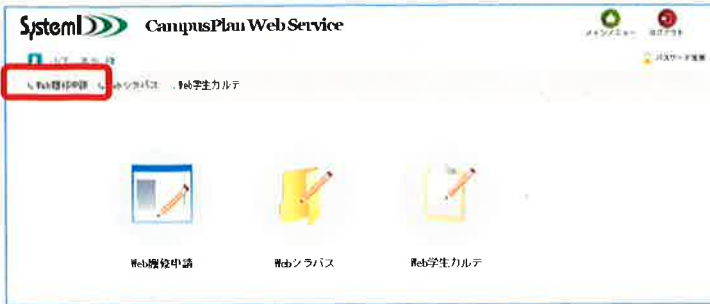 SystemD CampusPlan Web Service
メインメニュー ログアウト
パスワード変更
Web履修申請 Webシラバス Web学生カルテ
Web履修申請 Webシラバス Web学生カルテ